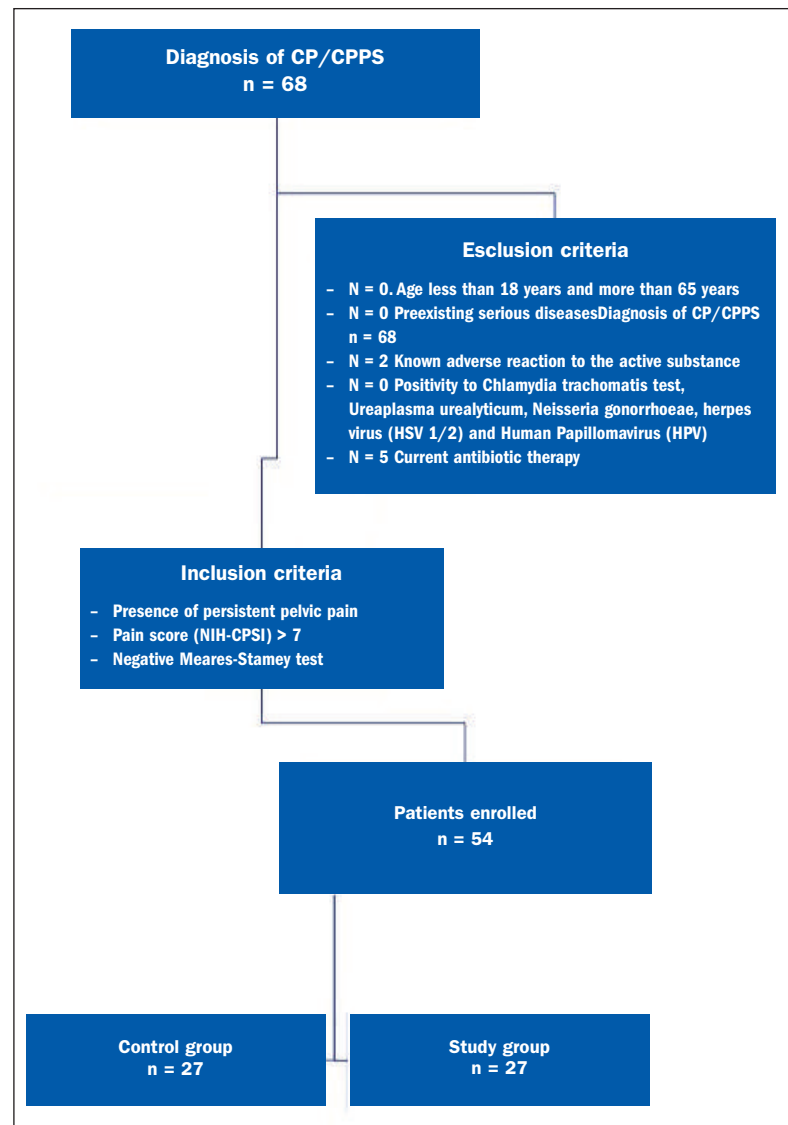 Diagnosis of CP/CPPS
n = 68
Esclusion criteria
– N = 0. Age less than 18 years and more than 65 years
– N = 0 Preexisting serious diseasesDiagnosis of CP/CPPS
n = 68
– N = 2 Known adverse reaction to the active substance
– N = 0 Positivity to Chlamydia trachomatis test,
Ureaplasma urealyticum, Neisseria gonorrhoeae, herpes
virus (HSV 1/2) and Human Papillomavirus (HPV)
– N = 5 Current antibiotic therapy
Inclusion criteria
– Presence of persistent pelvic pain
– Pain score (NIH-CPSI) > 7
– Negative Meares-Stamey test
Patients enrolled
n = 54
Control group
n = 27
Study group
n = 27